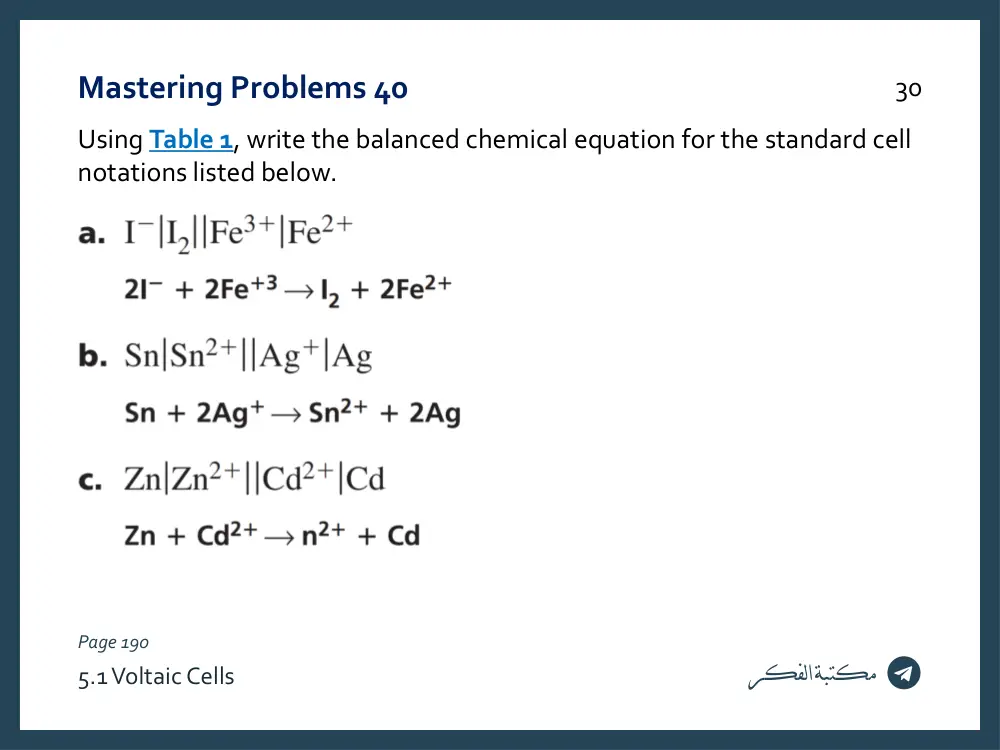 Mastering Problems 40
30
Using Table 1, write the balanced chemical equation for the standard cell
notations listed below.
a. I⁻|I₂||Fe³⁺|Fe²⁺
2I⁻ + 2Fe⁺³ → I₂ + 2Fe²⁺
b. Sn|Sn²⁺||Ag⁺|Ag
Sn + 2Ag⁺ → Sn²⁺ + 2Ag
c. Zn|Zn²⁺||Cd²⁺|Cd
Zn + Cd²⁺ → n²⁺ + Cd
Page 190
5.1 Voltaic Cells
مكتبة الفكر